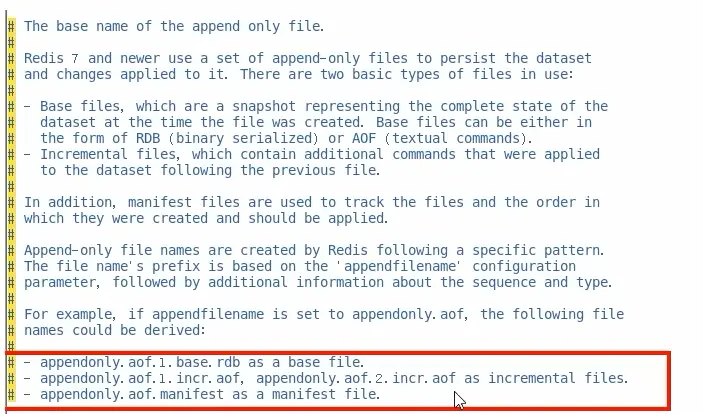 # The base name of the append only file.
#
# Redis 7 and newer use a set of append-only files to persist the dataset
# and changes applied to it. There are two basic types of files in use:
#
# - Base files, which are a snapshot representing the complete state of the
#   dataset at the time the file was created. Base files can be either in
#   the form of RDB (binary serialized) or AOF (textual commands).
# - Incremental files, which contain additional commands that were applied
#   to the dataset following the previous file.
#
# In addition, manifest files are used to track the files and the order in
# which they were created and should be applied.
#
# Append-only file names are created by Redis following a specific pattern.
# The file name's prefix is based on the 'appendfilename' configuration
# parameter, followed by additional information about the sequence and type.
#
# For example, if appendfilename is set to appendonly.aof, the following file
# names could be derived:
#
# - appendonly.aof.1.base.rdb as a base file.
# - appendonly.aof.1.incr.aof, appendonly.aof.2.incr.aof as incremental files.
# - appendonly.aof.manifest as a manifest file.